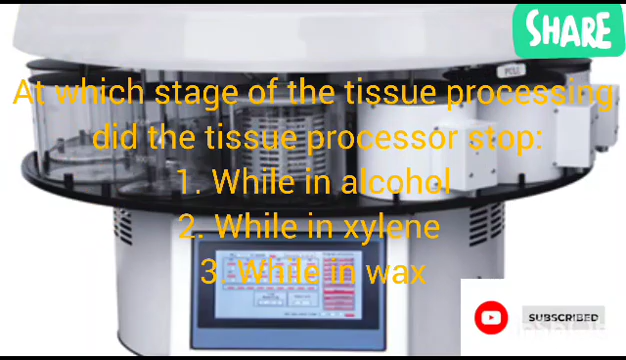 SHARE
PULL
At which stage of the tissue processing
did the tissue processor stop:
1. While in alcohol
2. While in xylene
3. While in wax
SUBSCRIBED